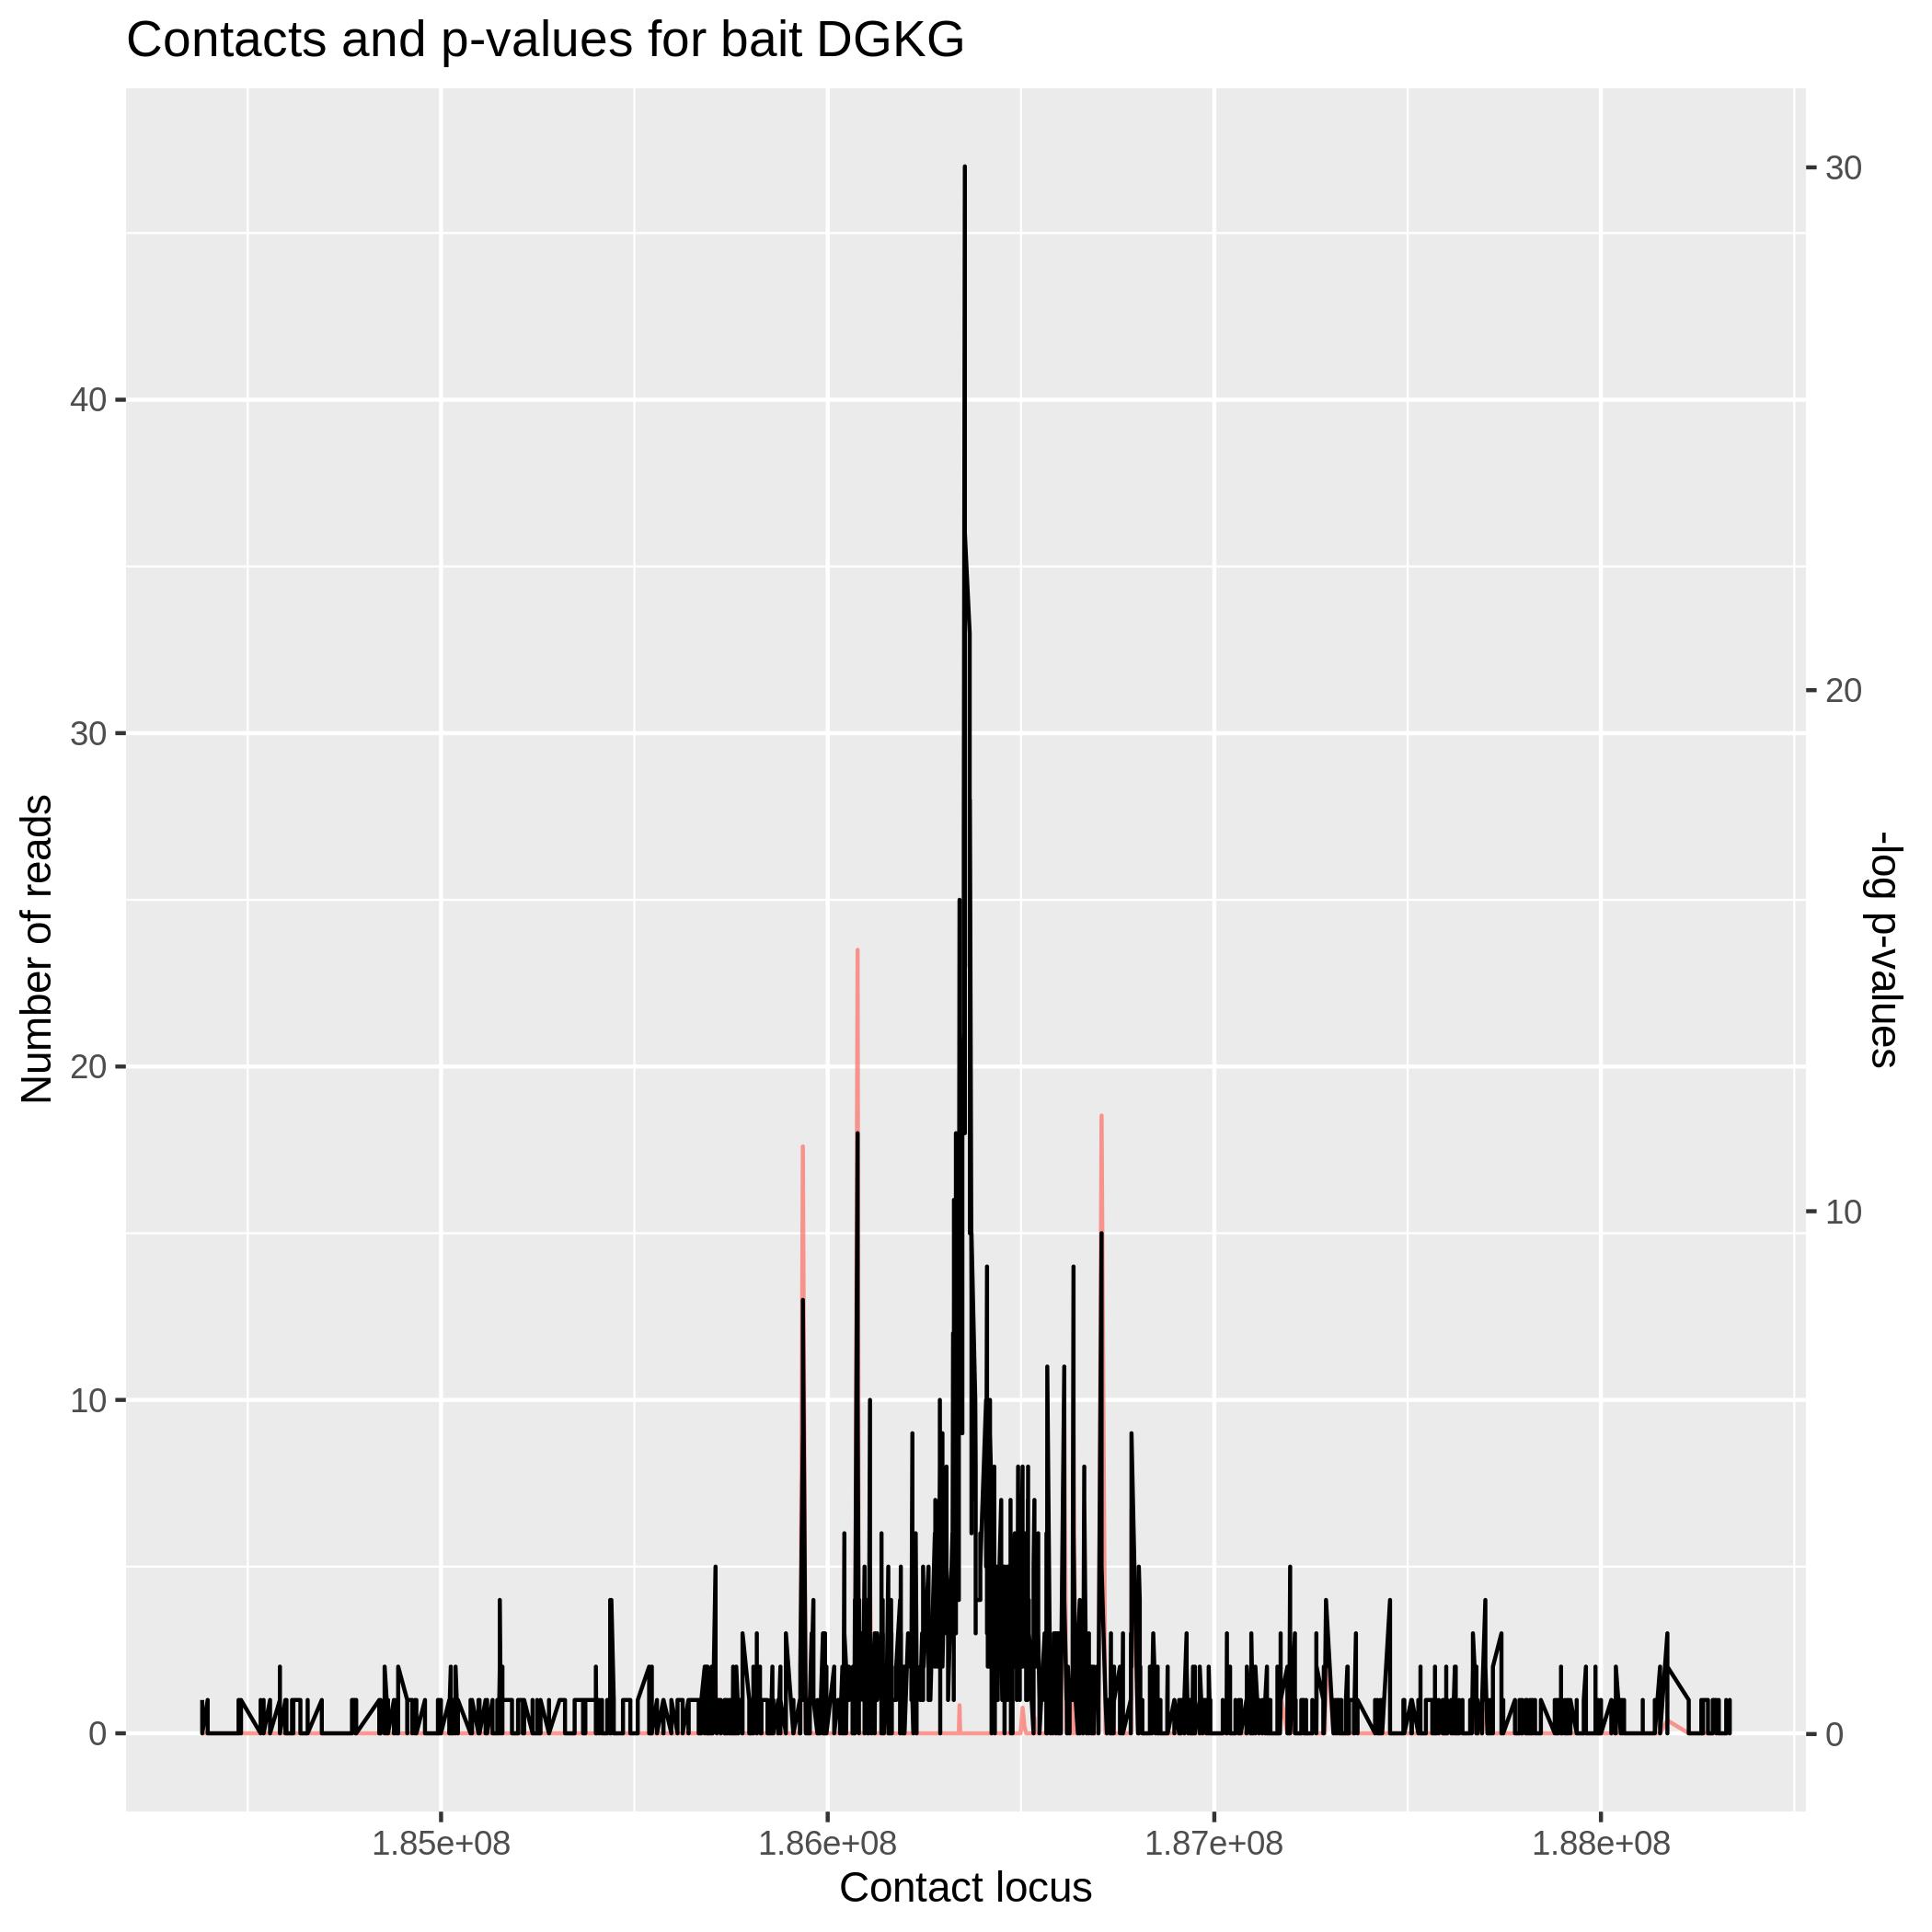 Contacts and p-values for bait DGKG
Number of reads
40
30
20
10
0
30
20
10
0
-log p-values
1.85e+08 1.86e+08 1.87e+08 1.88e+08
Contact locus